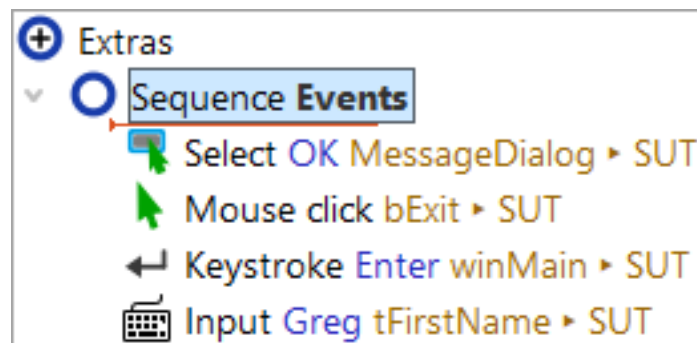 Extras
Sequence Events
Select OK MessageDialog ▸ SUT
Mouse click bExit ▸ SUT
Keystroke Enter winMain ▸ SUT
Input Greg tFirstName ▸ SUT